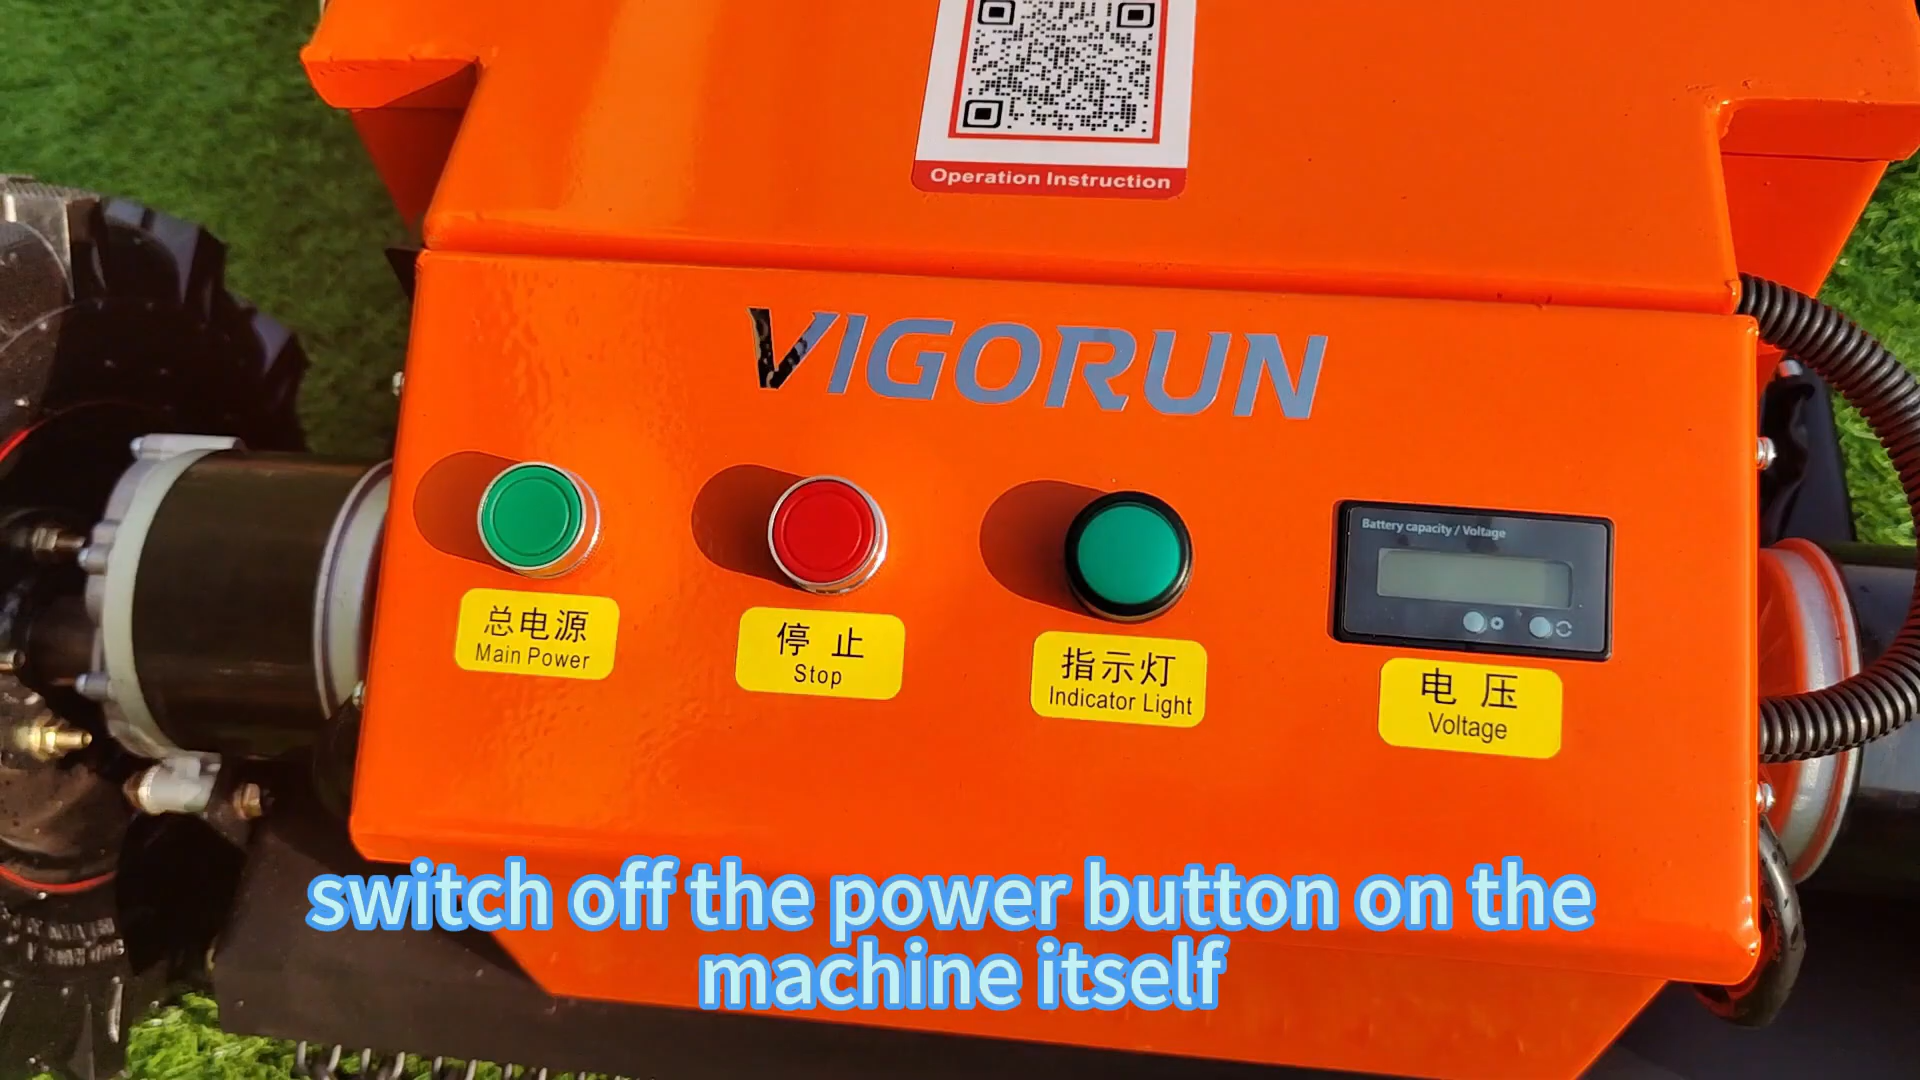 Operation Instruction
VIGORUN
Battery capacity / Voltage
总电源
Main Power
停止
Stop
指示灯
Indicator Light
电压
Voltage
switch off the power button on the
machine itself